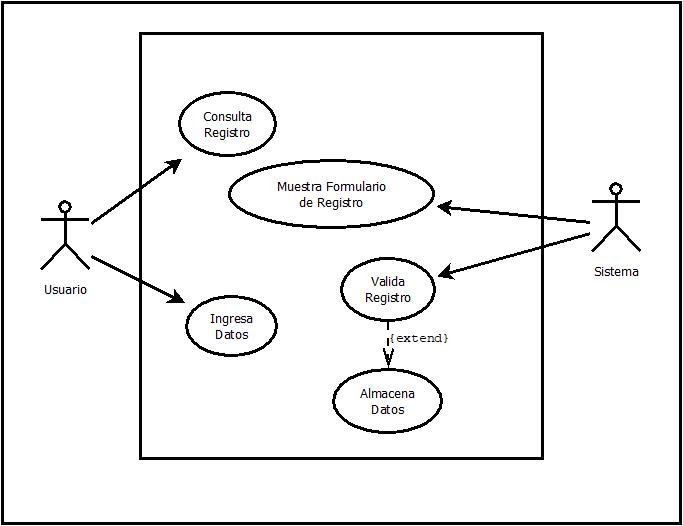 Consulta
Registro
Muestra Formulario
de Registro
Usuario
Sistema
Valida
Registro
Ingresa
Datos
{extend}
Almacena
Datos